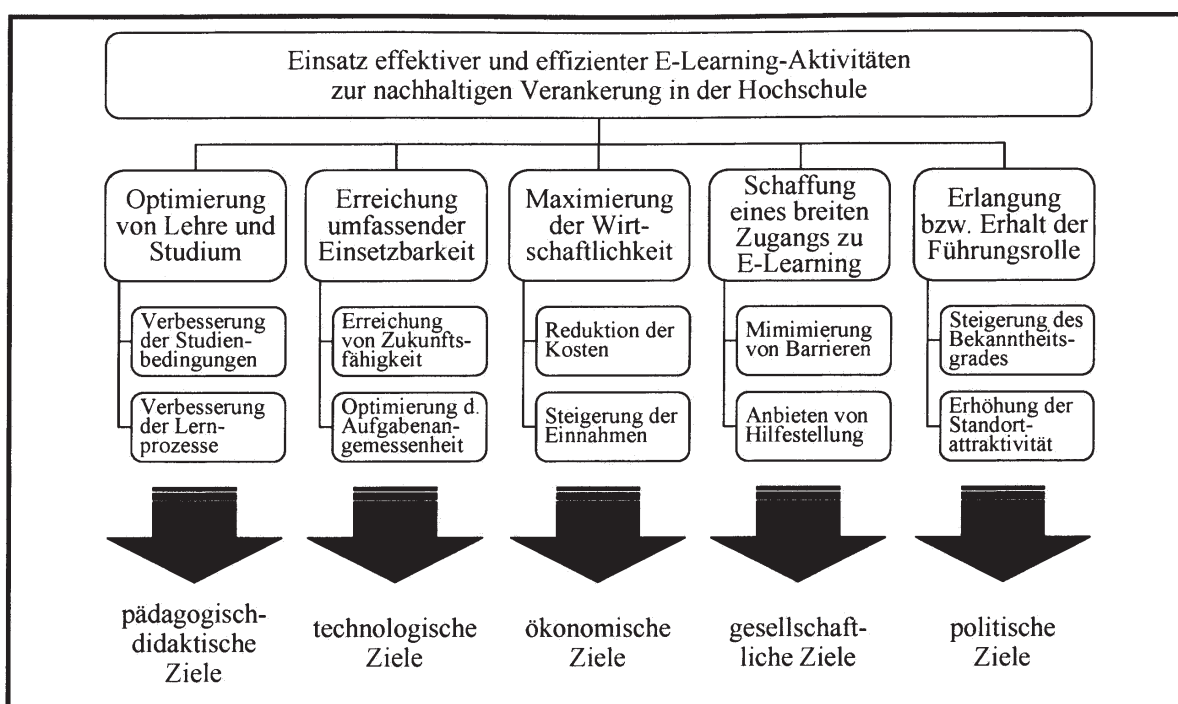 Einsatz effektiver und effizienter E-Learning-Aktivitäten
zur nachhaltigen Verankerung in der Hochschule
Optimierung
von Lehre und
Studium
Erreichung
umfassender
Einsetzbarkeit
Maximierung
der Wirt-
schaftlichkeit
Schaffung
eines breiten
Zugangs zu
E-Learning
Erlangung
bzw. Erhalt der
Führungsrolle
Verbesserung
der Studien-
bedingungen
Erreichung
von Zukunfts-
fähigkeit
Reduktion der
Kosten
Mimimierung
von Barrieren
Steigerung des
Bekanntheits-
grades
Verbesserung
der Lern-
prozesse
Optimierung d.
Aufgabenan-
gemessenheit
Steigerung der
Einnahmen
Anbieten von
Hilfestellung
Erhöhung der
Standort-
attraktivität
pädagogisch-
didaktische
Ziele
technologische
Ziele
ökonomische
Ziele
gesellschaft-
liche Ziele
politische
Ziele